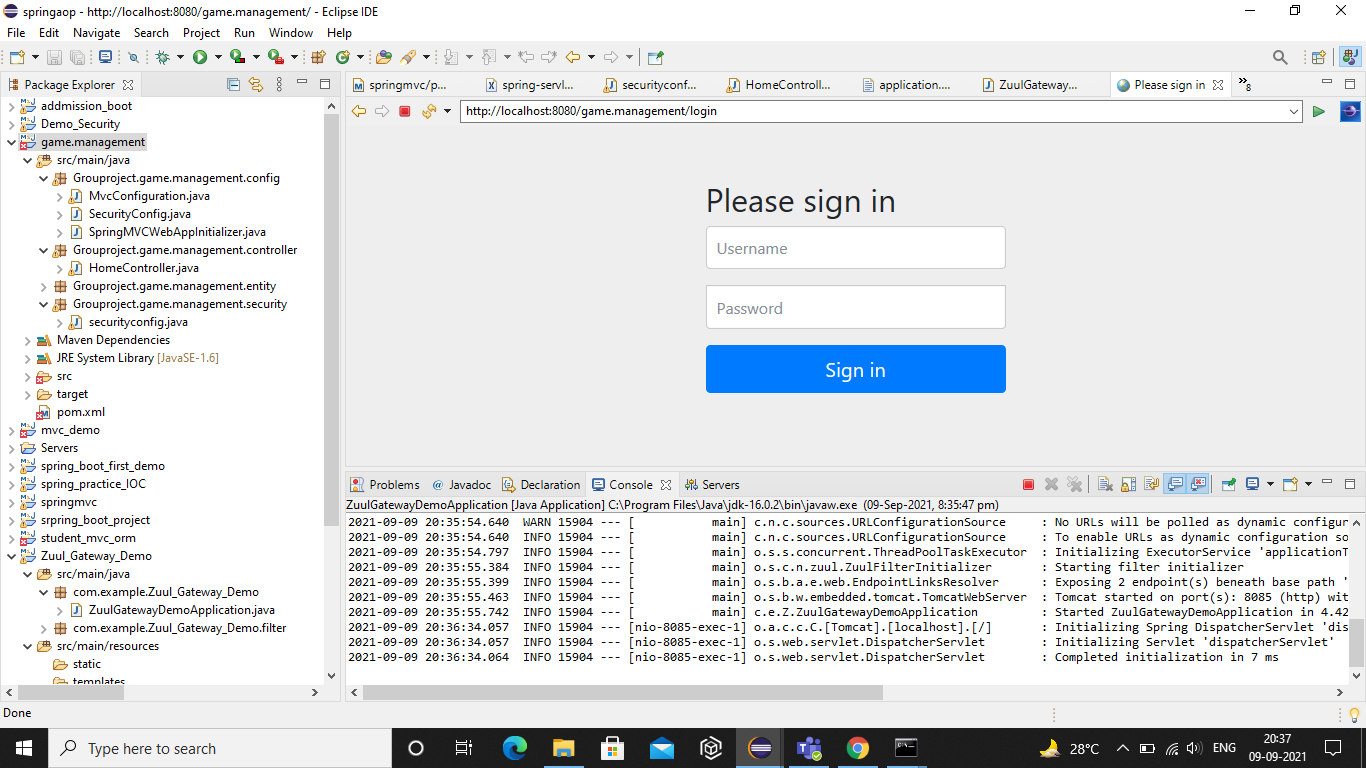 springaop - http://localhost:8080/game.management/ - Eclipse IDE
File Edit Navigate Search Project Run Window Help
Package Explorer
springmvc/p...
spring-servl...
securityconf...
HomeControll...
application....
ZuulGateway...
Please sign in
»8
http://localhost:8080/game.management/login
addmission_boot
Demo_Security
game.management
src/main/java
Grouproject.game.management.config
MvcConfiguration.java
SecurityConfig.java
SpringMVCWebAppInitializer.java
Grouproject.game.management.controller
HomeController.java
Grouproject.game.management.entity
Grouproject.game.management.security
securityconfig.java
Maven Dependencies
JRE System Library [JavaSE-1.6]
src
target
pom.xml
mvc_demo
Servers
spring_boot_first_demo
spring_practice_IOC
springmvc
srpring_boot_project
student_mvc_orm
Zuul_Gateway_Demo
src/main/java
com.example.Zuul_Gateway_Demo
ZuulGatewayDemoApplication.java
com.example.Zuul_Gateway_Demo.filter
src/main/resources
static
templates
Please sign in
Username
Password
Sign in
Problems @ Javadoc Declaration Console Servers
ZuulGatewayDemoApplication [Java Application] C:\Program Files\Java\jdk-16.0.2\bin\javaw.exe (09-Sep-2021, 8:35:47 pm)
2021-09-09 20:35:54.640 WARN 15904 --- [ main] c.n.c.sources.URLConfigurationSource : No URLs will be polled as dynamic configur
2021-09-09 20:35:54.640 INFO 15904 --- [ main] c.n.c.sources.URLConfigurationSource : To enable URLs as dynamic configuration so
2021-09-09 20:35:54.797 INFO 15904 --- [ main] o.s.s.concurrent.ThreadPoolTaskExecutor : Initializing ExecutorService 'applicationT
2021-09-09 20:35:55.384 INFO 15904 --- [ main] o.s.c.n.zuul.ZuulFilterInitializer : Starting filter initializer
2021-09-09 20:35:55.399 INFO 15904 --- [ main] o.s.b.a.e.web.EndpointLinksResolver : Exposing 2 endpoint(s) beneath base path '
2021-09-09 20:35:55.463 INFO 15904 --- [ main] o.s.b.w.embedded.tomcat.TomcatWebServer : Tomcat started on port(s): 8085 (http) wit
2021-09-09 20:35:55.742 INFO 15904 --- [ main] c.e.Z.ZuulGatewayDemoApplication : Started ZuulGatewayDemoApplication in 4.42
2021-09-09 20:36:34.057 INFO 15904 --- [nio-8085-exec-1] o.a.c.c.C.[Tomcat].[localhost].[/] : Initializing Spring DispatcherServlet 'dis
2021-09-09 20:36:34.057 INFO 15904 --- [nio-8085-exec-1] o.s.web.servlet.DispatcherServlet : Initializing Servlet 'dispatcherServlet'
2021-09-09 20:36:34.064 INFO 15904 --- [nio-8085-exec-1] o.s.web.servlet.DispatcherServlet : Completed initialization in 7 ms
Done
Type here to search
28°C
ENG
20:37
09-09-2021